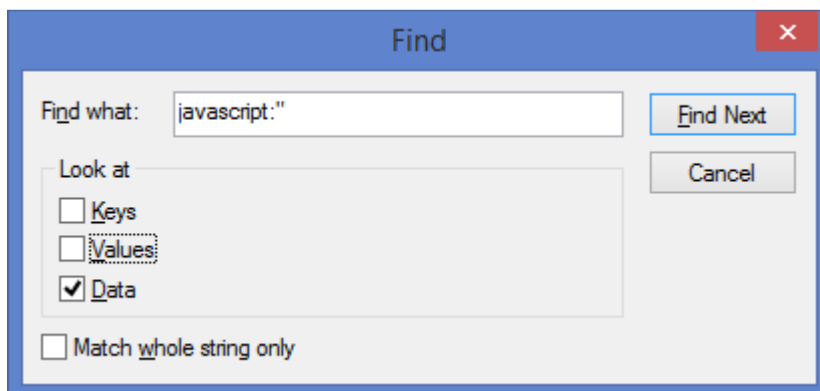 Find
Find what: javascript:"
Find Next
Look at
Cancel
Keys
Values
Data
Match whole string only